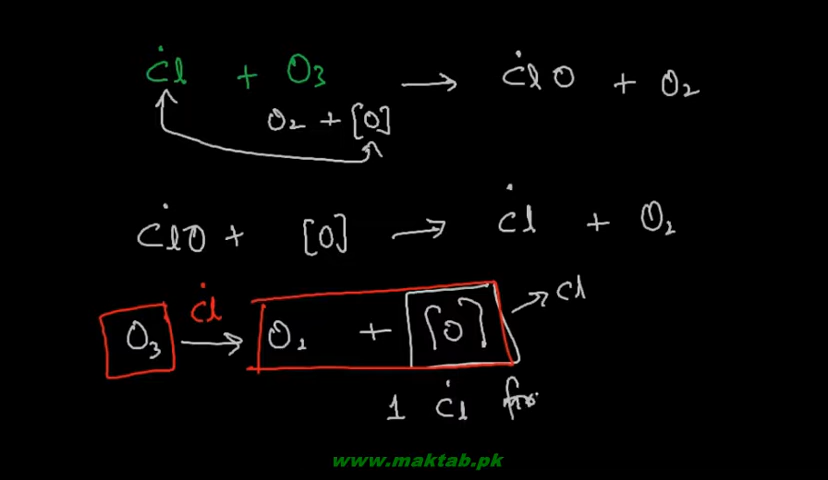 Ċl + O₃ → ĊlO + O₂
O₂ + [O]
ĊlO + [O] → Ċl + O₂
O₃ Ċl → O₂ + [O] → Cl
1 Ċl
www.maktab.pk